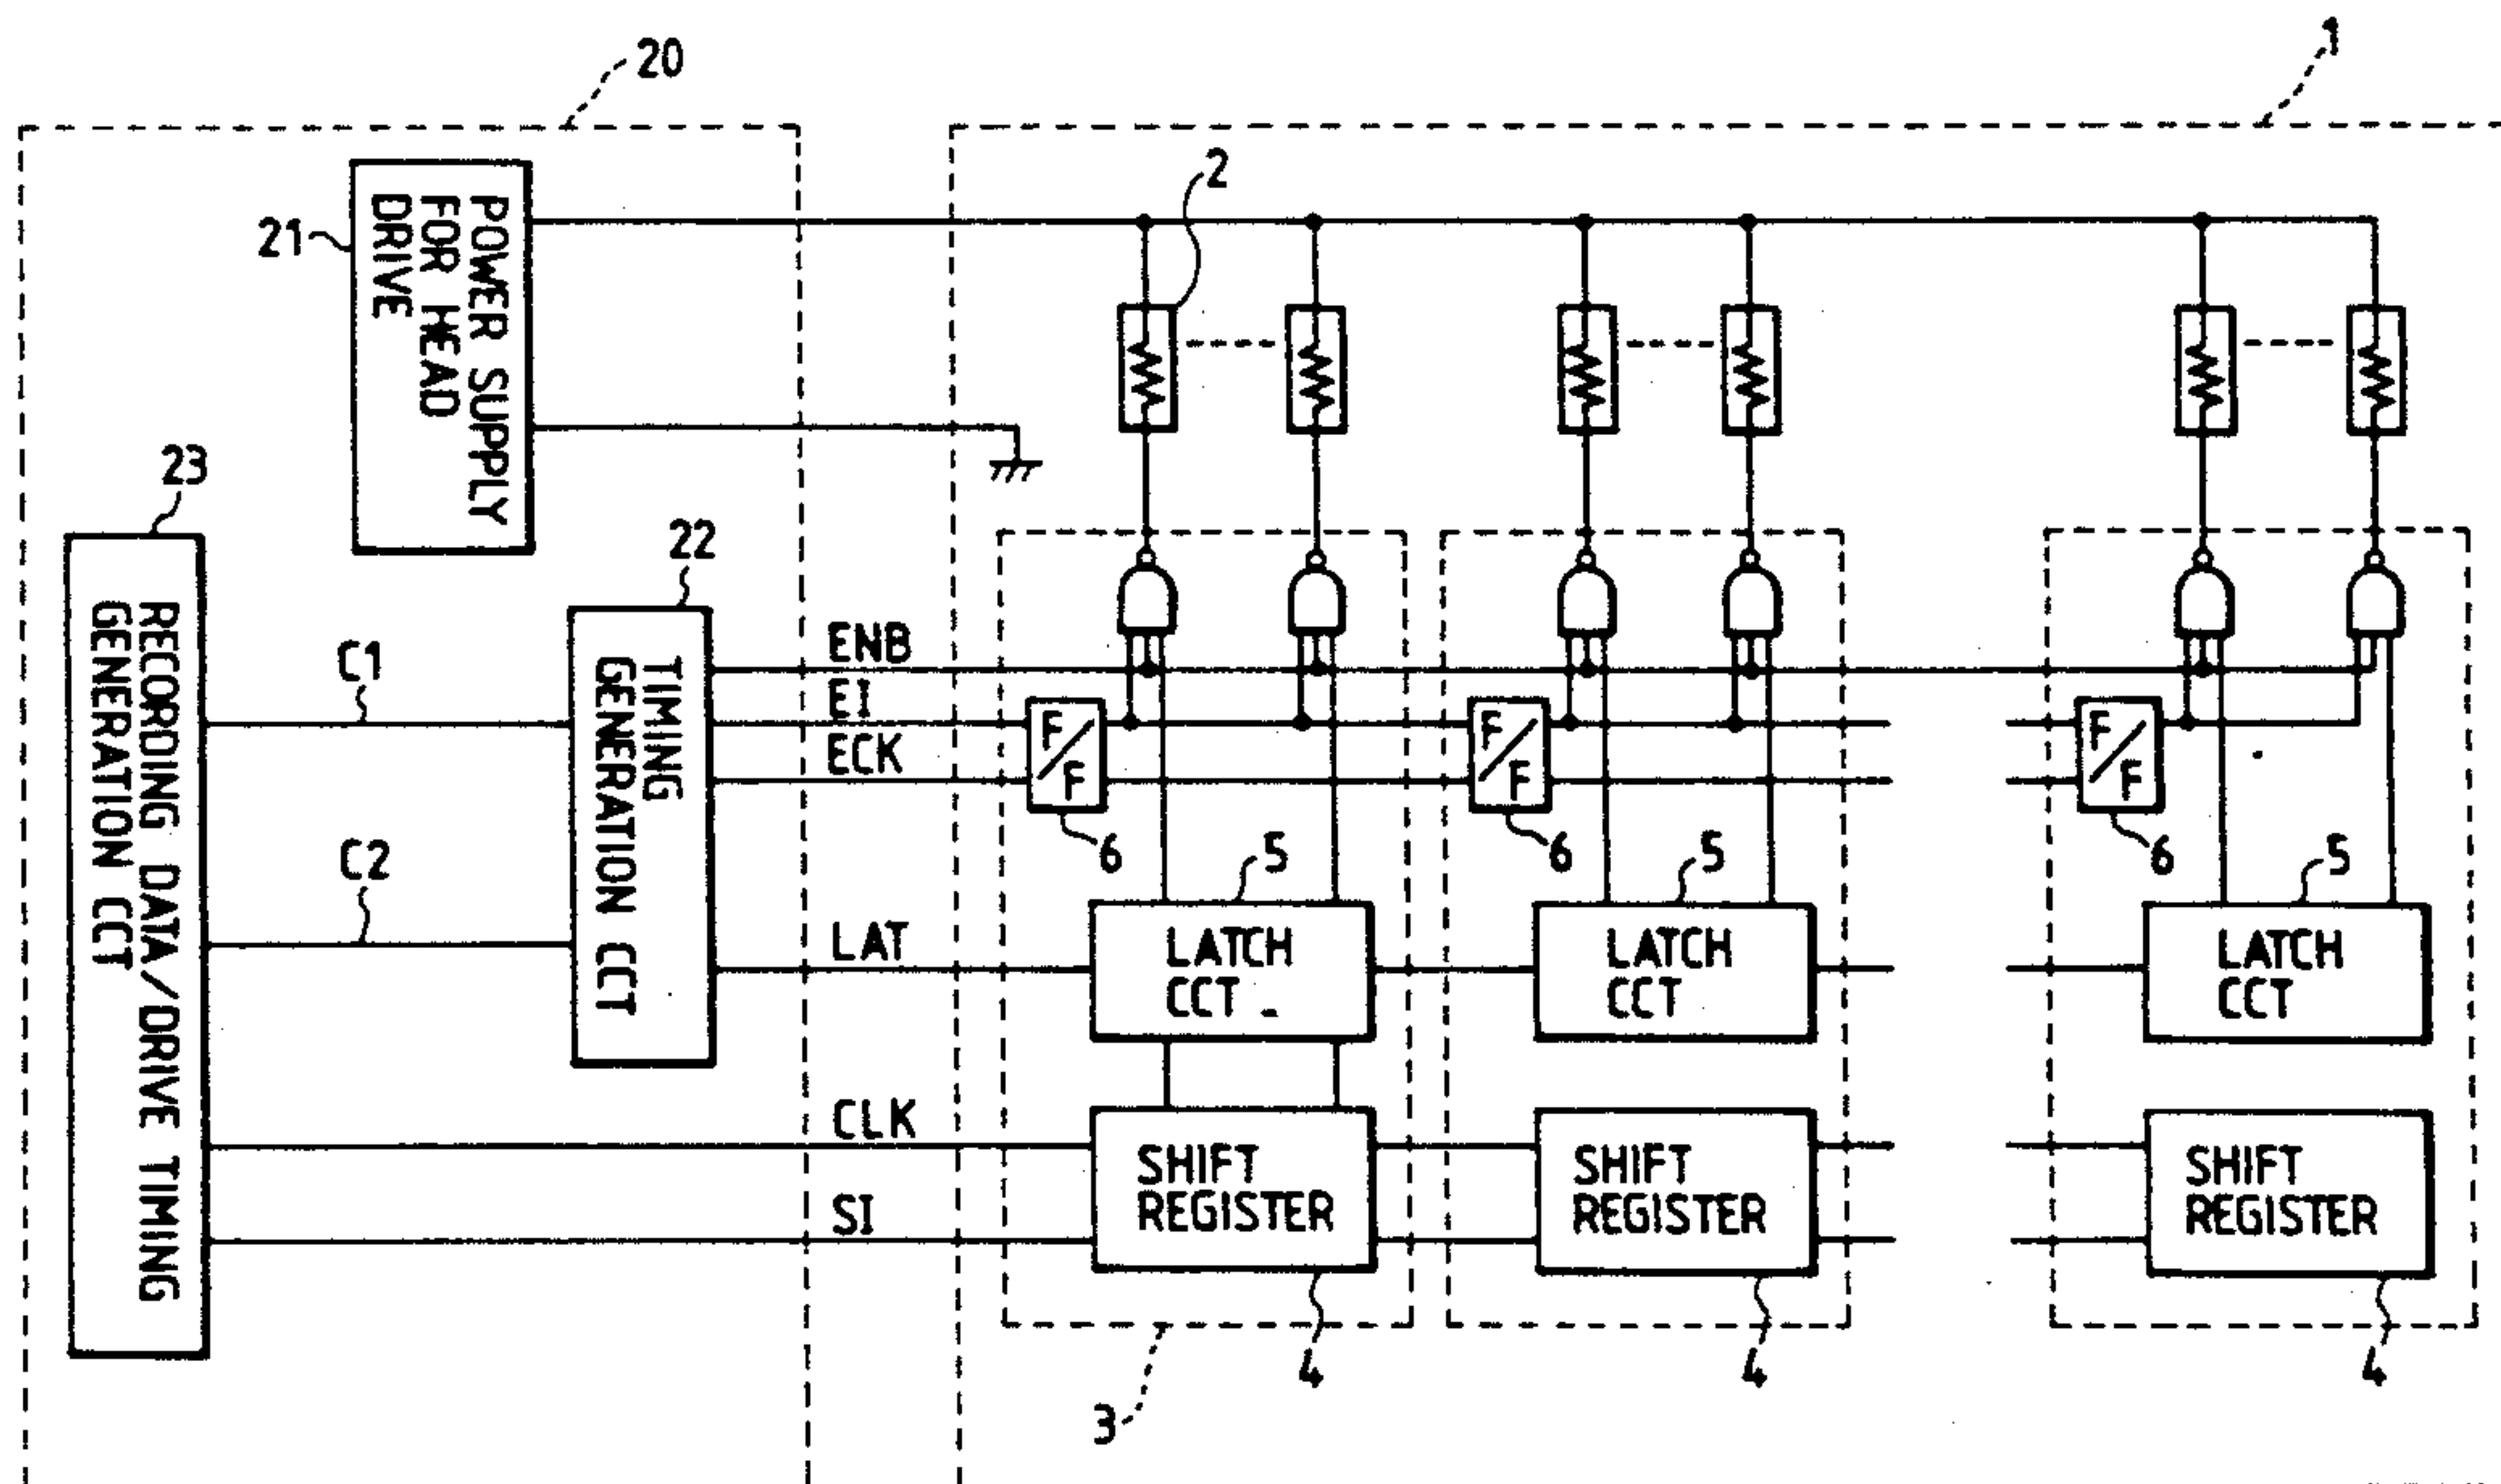 20
1
2
21
POWER SUPPLY
FOR HEAD
DRIVE
23
22
RECORDING DATA/DRIVE TIMING
GENERATION CCT
C1
C2
TIMING
GENERATION CCT
ENB
EI
ECK
LAT
CLK
SI
F/F
6
F/F
6
F/F
6
5
LATCH
CCT
5
LATCH
CCT
5
LATCH
CCT
SHIFT
REGISTER
SHIFT
REGISTER
SHIFT
REGISTER
4
4
4
3